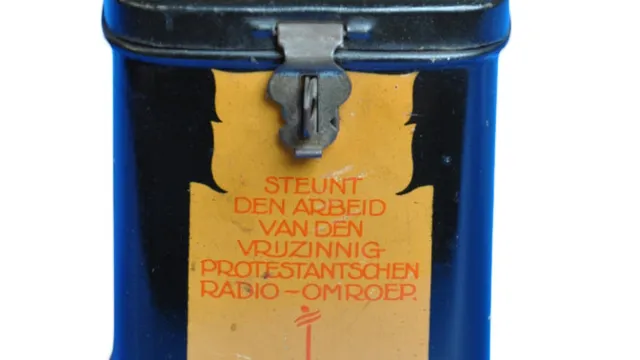 STEUNT
DEN ARBEID
VAN DEN
VRIJZINNIG-
PROTESTANTSCHEN
RADIO-OMROEP.